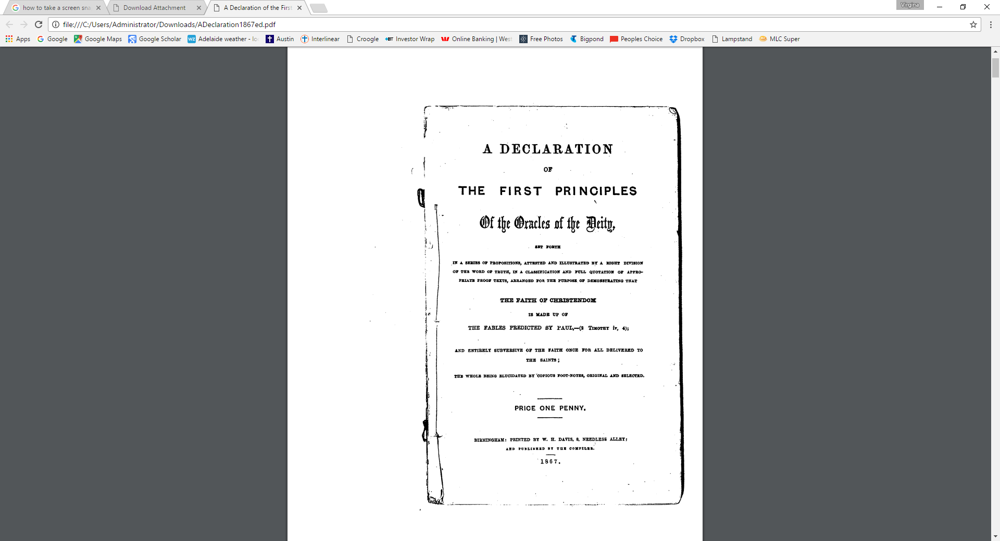 how to take a screen sna
Download Attachment
A Declaration of the First
Virgina
file:///C:/Users/Administrator/Downloads/ADeclaration1867ed.pdf
Apps
Google
Google Maps
Google Scholar
Adelaide weather - lo
Austin
Interlinear
Croogle
Investor Wrap
Online Banking | West
Free Photos
Bigpond
Peoples Choice
Dropbox
Lampstand
MLC Super
A DECLARATION
OF
THE FIRST PRINCIPLES
Of the Oracles of the Deity,
SET FORTH
IN A SERIES OF PROPOSITIONS, ATTESTED AND ILLUSTRATED BY A RIGHT DIVISION
OF THE WORD OF TRUTH, IN A CLASSIFICATION AND FULL QUOTATION OF APPRO-
PRIATE PROOF TEXTS, ARRANGED FOR THE PURPOSE OF DEMONSTRATING THAT
THE FAITH OF CHRISTENDOM
IS MADE UP OF
THE FABLES PREDICTED BY PAUL,—(2 TIMOTHY iv, 4);
AND ENTIRELY SUBVERSIVE OF THE FAITH ONCE FOR ALL DELIVERED TO
THE SAINTS;
THE WHOLE BEING ELUCIDATED BY COPIOUS FOOT-NOTES, ORIGINAL AND SELECTED.
PRICE ONE PENNY.
BIRMINGHAM: PRINTED BY W. H. DAVIS, 8, NEEDLESS ALLEY;
AND PUBLISHED BY THE COMPILER.
1867.